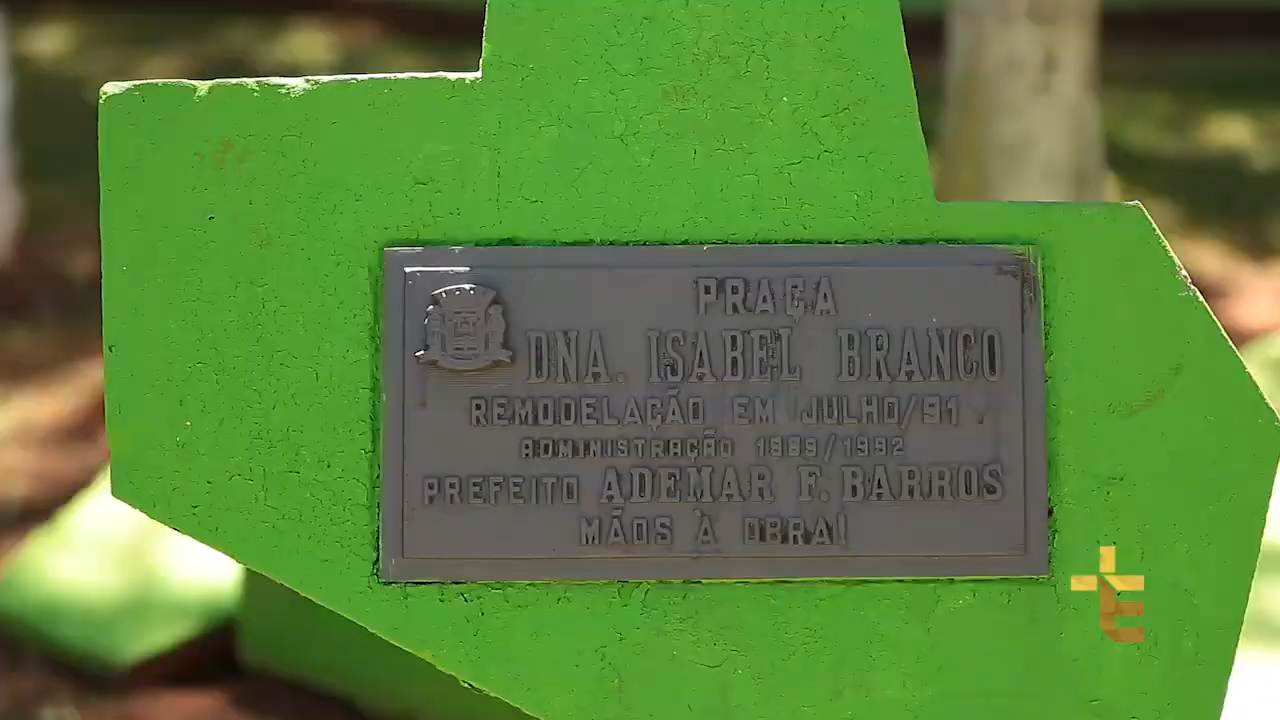 PRAÇA
DNA. ISABEL BRANCO
REMODELAÇÃO EM JULHO/91
ADMINISTRAÇÃO 1989/1992
PREFEITO ADEMAR F. BARROS
MÃOS À OBRA!